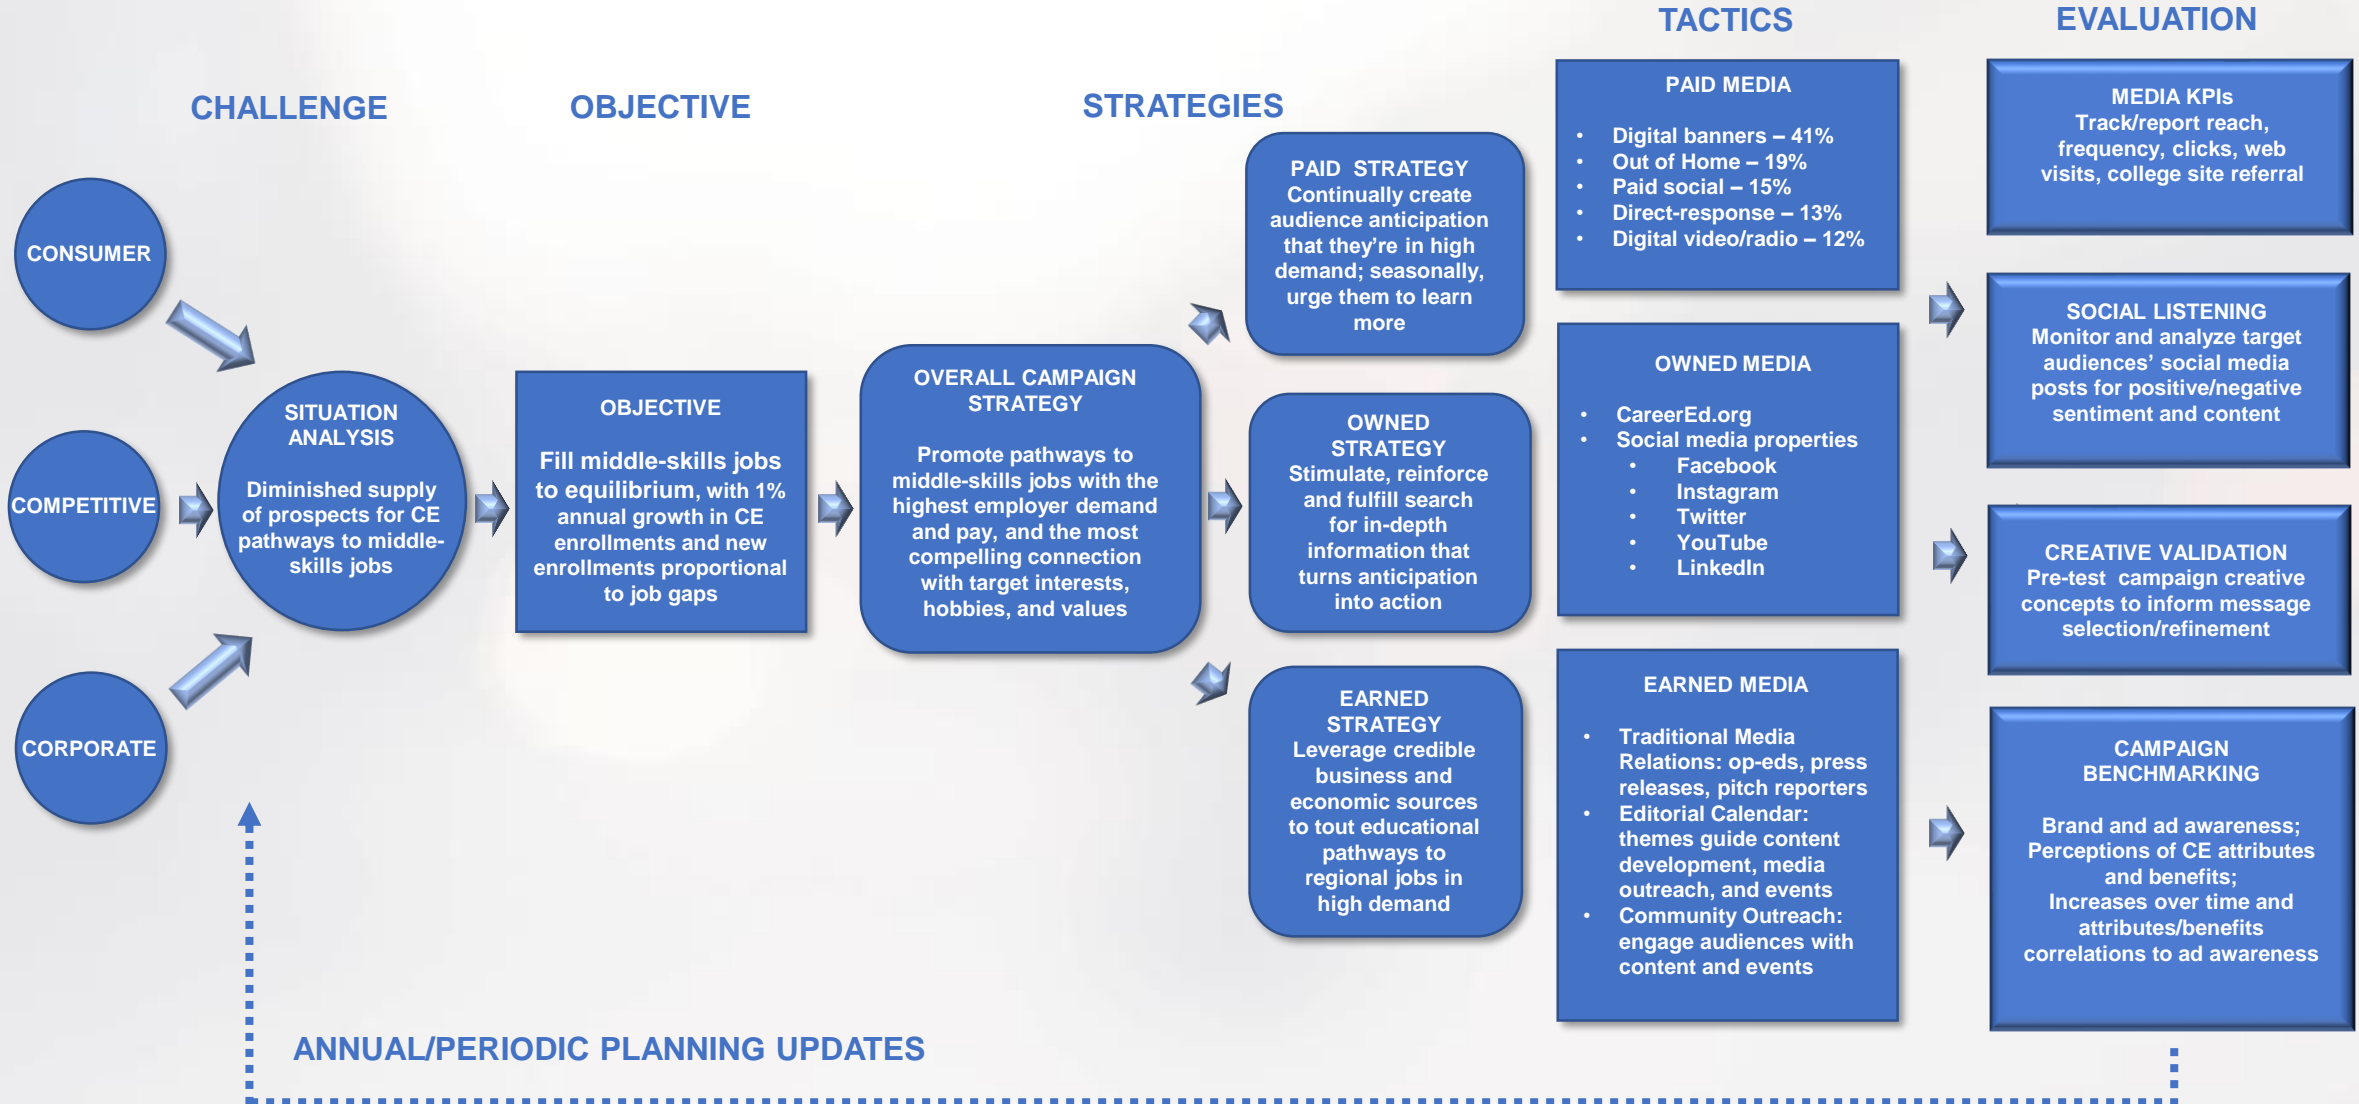 CHALLENGE
CONSUMER
COMPETITIVE
CORPORATE
SITUATION
ANALYSIS
Diminished supply
of prospects for CE
pathways to middle-
skills jobs
OBJECTIVE
OBJECTIVE
Fill middle-skills jobs
to equilibrium, with 1%
annual growth in CE
enrollments and new
enrollments proportional
to job gaps
STRATEGIES
OVERALL CAMPAIGN
STRATEGY
Promote pathways to
middle-skills jobs with the
highest employer demand
and pay, and the most
compelling connection
with target interests,
hobbies, and values
PAID STRATEGY
Continually create
audience anticipation
that they're in high
demand; seasonally,
urge them to learn
more
OWNED
STRATEGY
Stimulate, reinforce
and fulfill search
for in-depth
information that
turns anticipation
into action
EARNED
STRATEGY
Leverage credible
business and
economic sources
to tout educational
pathways to
regional jobs in
high demand
TACTICS
PAID MEDIA
• Digital banners – 41%
• Out of Home – 19%
• Paid social – 15%
• Direct-response – 13%
• Digital video/radio – 12%
OWNED MEDIA
• CareerEd.org
• Social media properties
• Facebook
• Instagram
• Twitter
• YouTube
• LinkedIn
EARNED MEDIA
• Traditional Media
Relations: op-eds, press
releases, pitch reporters
• Editorial Calendar:
themes guide content
development, media
outreach, and events
• Community Outreach:
engage audiences with
content and events
EVALUATION
MEDIA KPIs
Track/report reach,
frequency, clicks, web
visits, college site referral
SOCIAL LISTENING
Monitor and analyze target
audiences' social media
posts for positive/negative
sentiment and content
CREATIVE VALIDATION
Pre-test campaign creative
concepts to inform message
selection/refinement
CAMPAIGN
BENCHMARKING
Brand and ad awareness;
Perceptions of CE attributes
and benefits;
Increases over time and
attributes/benefits
correlations to ad awareness
ANNUAL/PERIODIC PLANNING UPDATES